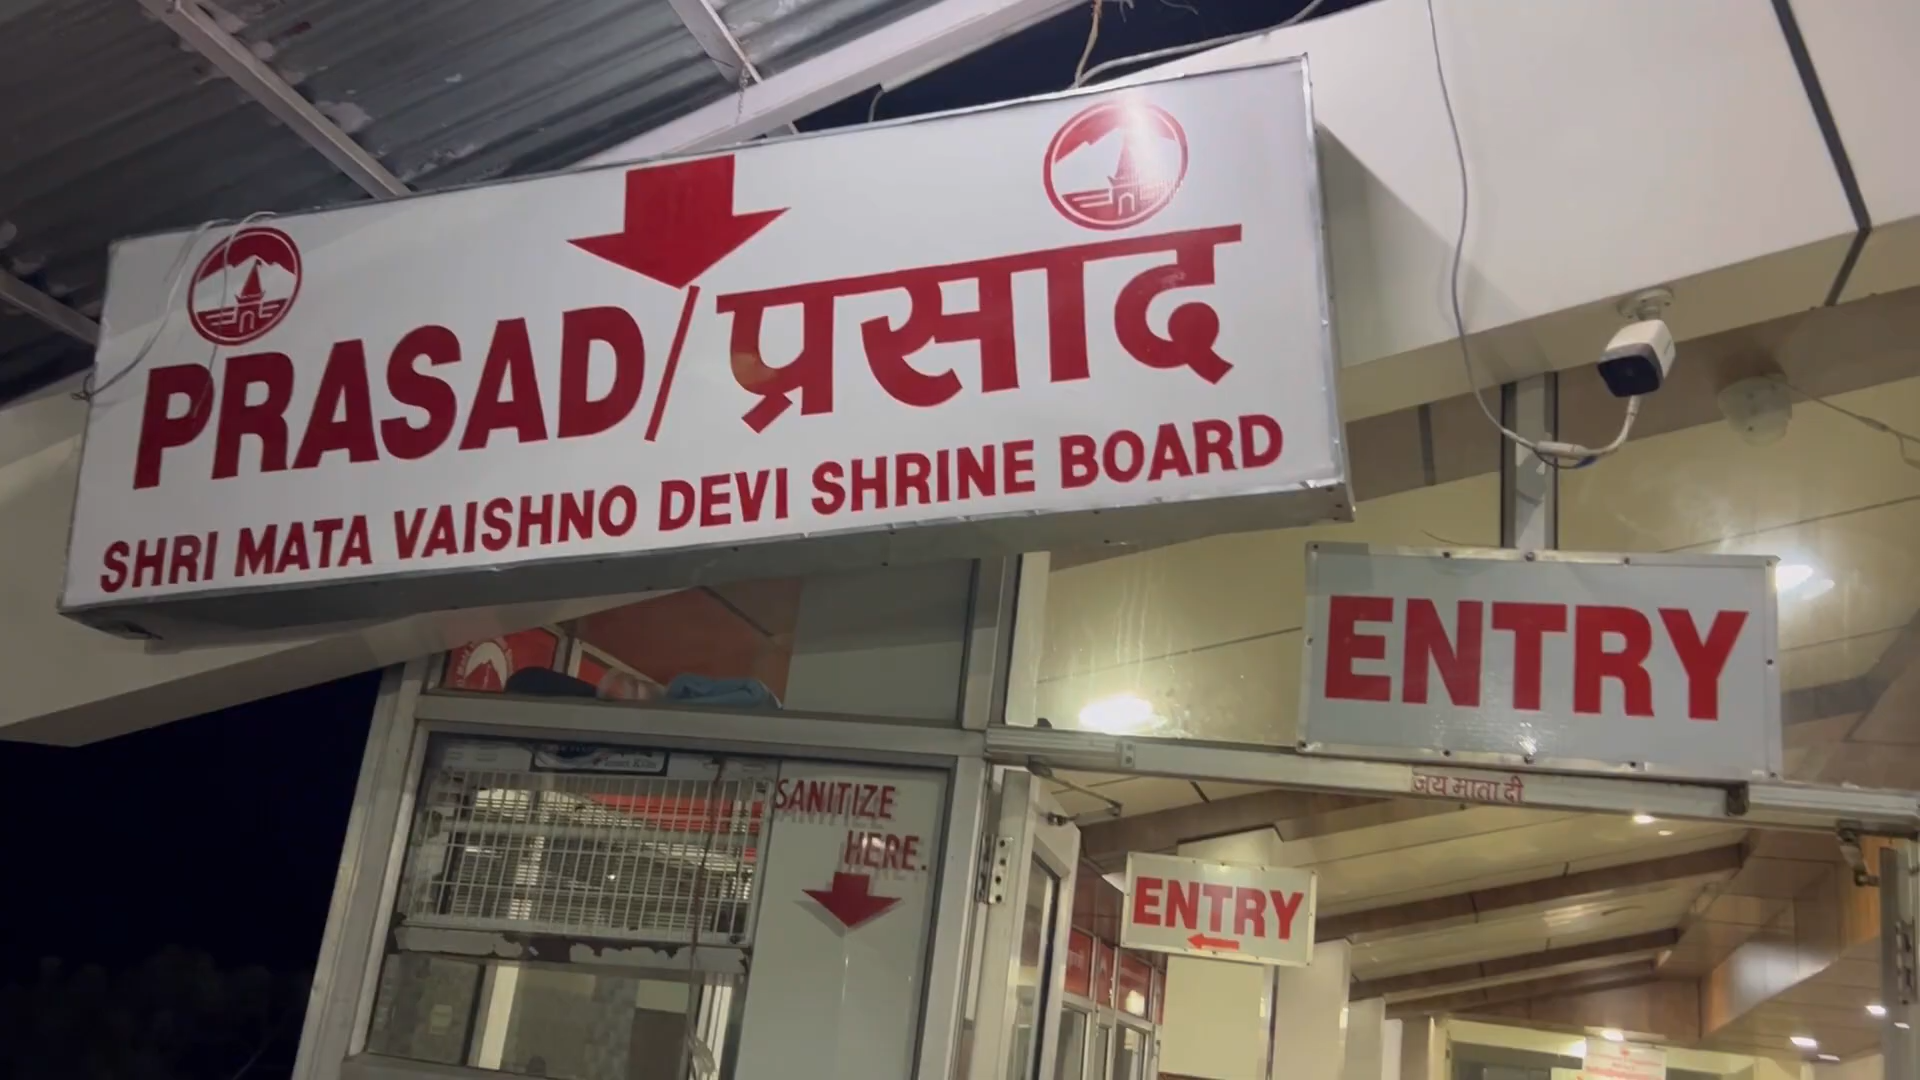 PRASAD/प्रसाद
SHRI MATA VAISHNO DEVI SHRINE BOARD
ENTRY
जय माता दी
SANITIZE
HERE.
ENTRY